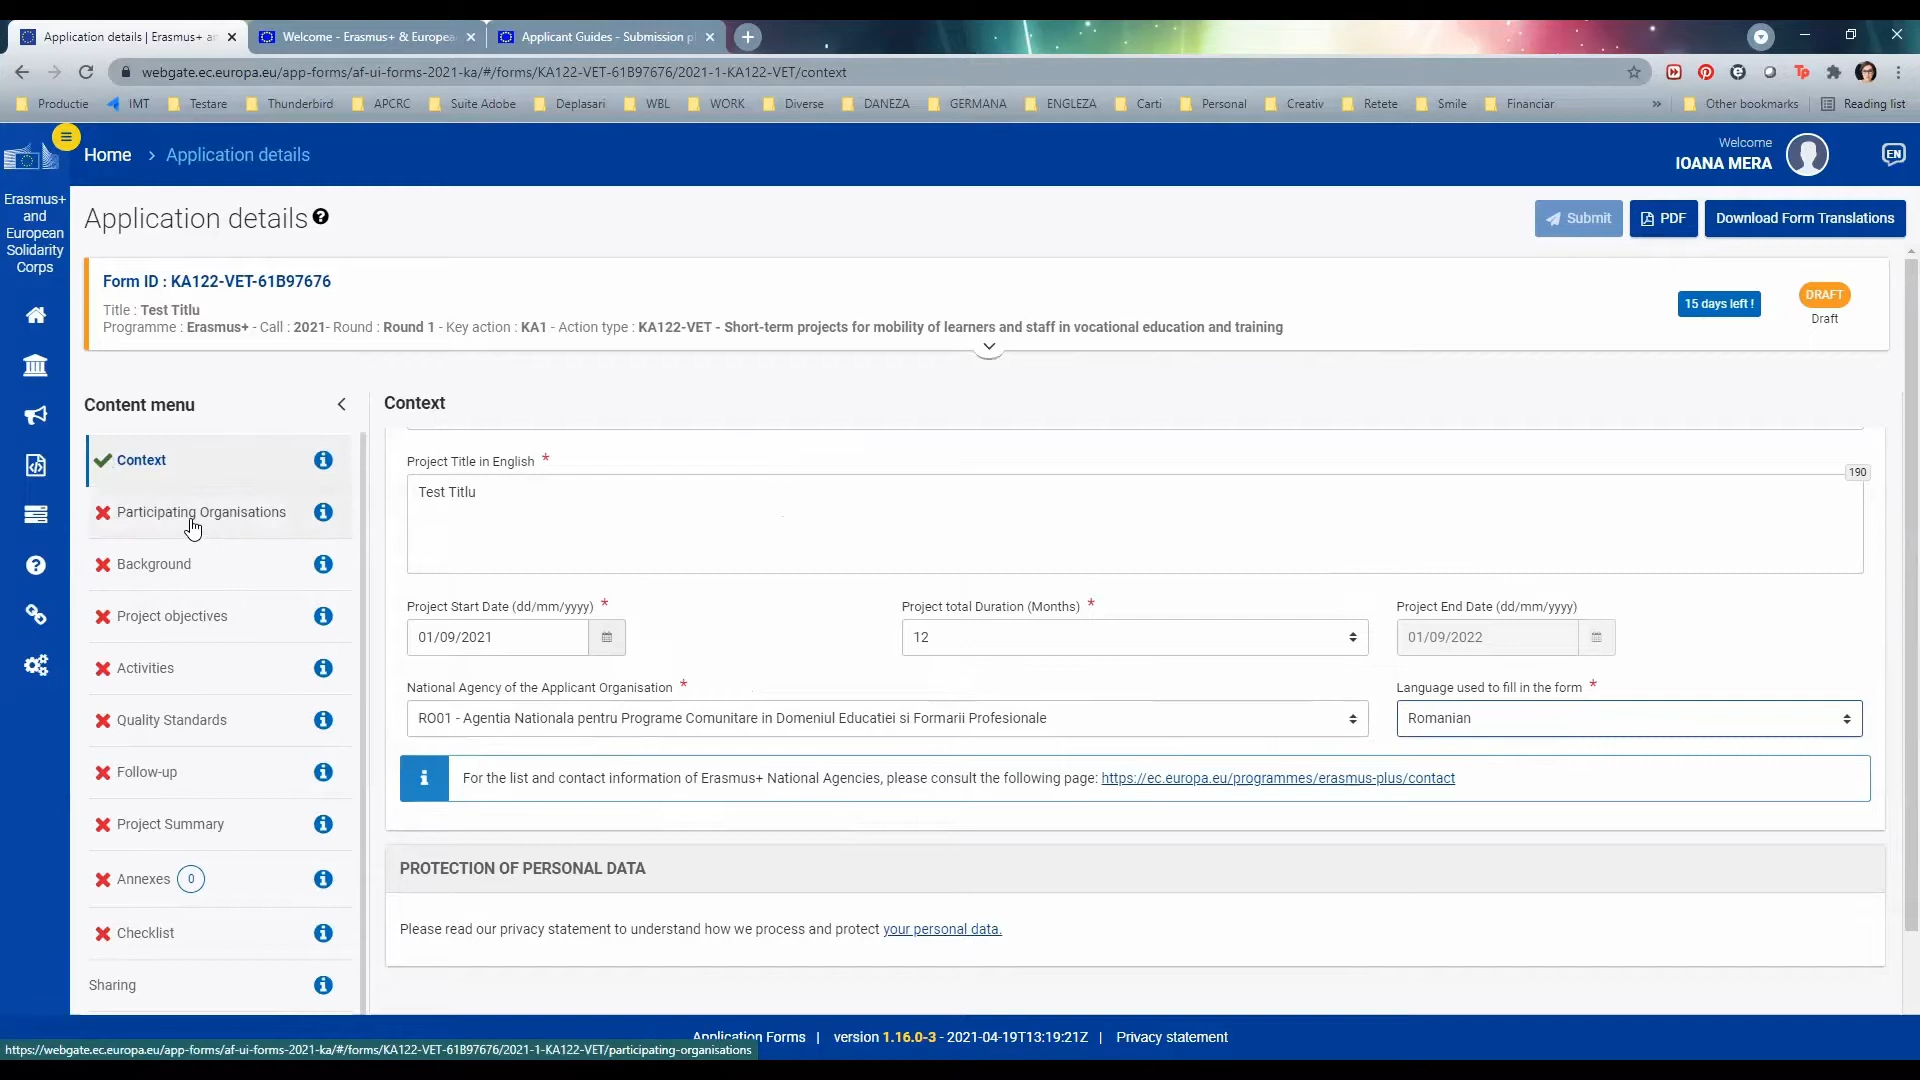 Application details | Erasmus+ an
Welcome - Erasmus+ & Europea
Applicant Guides - Submission p
webgate.ec.europa.eu/app-forms/af-ui-forms-2021-ka/#/forms/KA122-VET-61B97676/2021-1-KA122-VET/context
Productie IMT Testare Thunderbird APCRC Suite Adobe Deplasari WBL WORK Diverse DANEZA GERMANA ENGLEZA Carti Personal Creativ Retete Smile Financiar » Other bookmarks Reading list
Home > Application details
Welcome
IOANA MERA
EN
Erasmus+
and
European
Solidarity
Corps
Application details
Submit
PDF
Download Form Translations
Form ID : KA122-VET-61B97676
Title : Test Titlu
Programme : Erasmus+ - Call : 2021- Round : Round 1 - Key action : KA1 - Action type : KA122-VET - Short-term projects for mobility of learners and staff in vocational education and training
15 days left !
DRAFT
Draft
Content menu
Context
Participating Organisations
Background
Project objectives
Activities
Quality Standards
Follow-up
Project Summary
Annexes 0
Checklist
Sharing
Context
Project Title in English *
190
Test Titlu
Project Start Date (dd/mm/yyyy) *
01/09/2021
Project total Duration (Months) *
12
Project End Date (dd/mm/yyyy)
01/09/2022
National Agency of the Applicant Organisation *
RO01 - Agentia Nationala pentru Programe Comunitare in Domeniul Educatiei si Formarii Profesionale
Language used to fill in the form *
Romanian
For the list and contact information of Erasmus+ National Agencies, please consult the following page: https://ec.europa.eu/programmes/erasmus-plus/contact
PROTECTION OF PERSONAL DATA
Please read our privacy statement to understand how we process and protect your personal data.
Application Forms | version 1.16.0-3 - 2021-04-19T13:19:21Z | Privacy statement
https://webgate.ec.europa.eu/app-forms/af-ui-forms-2021-ka/#/forms/KA122-VET-61B97676/2021-1-KA122-VET/participating-organisations